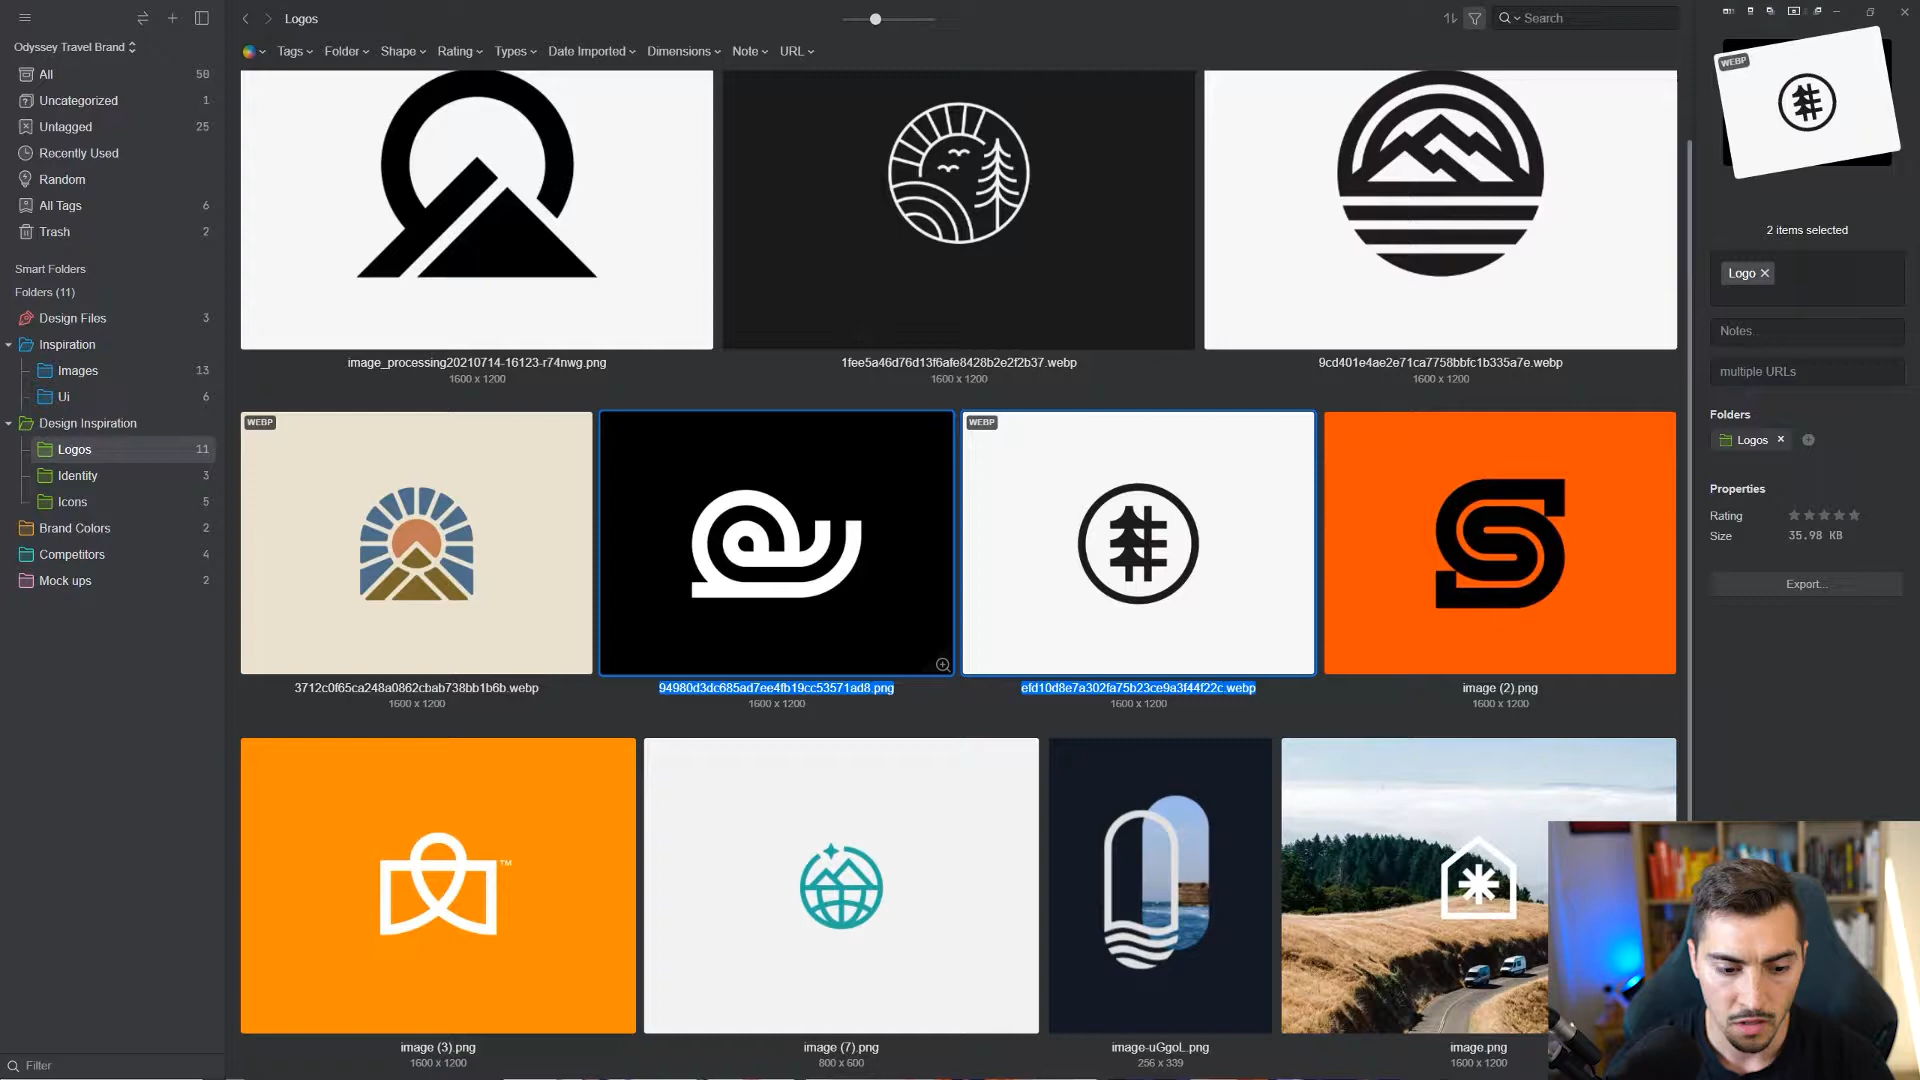 Odyssey Travel Brand
All 50
Uncategorized 1
Untagged 25
Recently Used
Random
All Tags 6
Trash 2
Smart Folders
Folders (11)
Design Files 3
Inspiration
Images 13
Ui 6
Design Inspiration
Logos 11
Identity 3
Icons 5
Brand Colors 2
Competitors 4
Mock ups 2
Filter
Logos
Search
Tags Folder Shape Rating Types Date Imported Dimensions Note URL
image_processing20210714-16123-r74nwg.png
1600 x 1200
1fee5a46d76d13f6afe8428b2e2f2b37.webp
1600 x 1200
9cd401e4ae2e71ca7758bbfc1b335a7e.webp
1600 x 1200
WEBP
3712c0f65ca248a0862cbab738bb1b6b.webp
1600 x 1200
94980d3dc685ad7ee4fb19cc53571ad8.png
1600 x 1200
WEBP
efd10d8e7a302fa75b23ce9a3f44f22c.webp
1600 x 1200
S
image (2).png
1600 x 1200
TM
image (3).png
1600 x 1200
image (7).png
800 x 600
image-uGgoL.png
256 x 339
image.png
1600 x 1200
WEBP
2 items selected
Logo
Notes..
multiple URLs
Folders
Logos
Properties
Rating
Size 35.98 KB
Export...